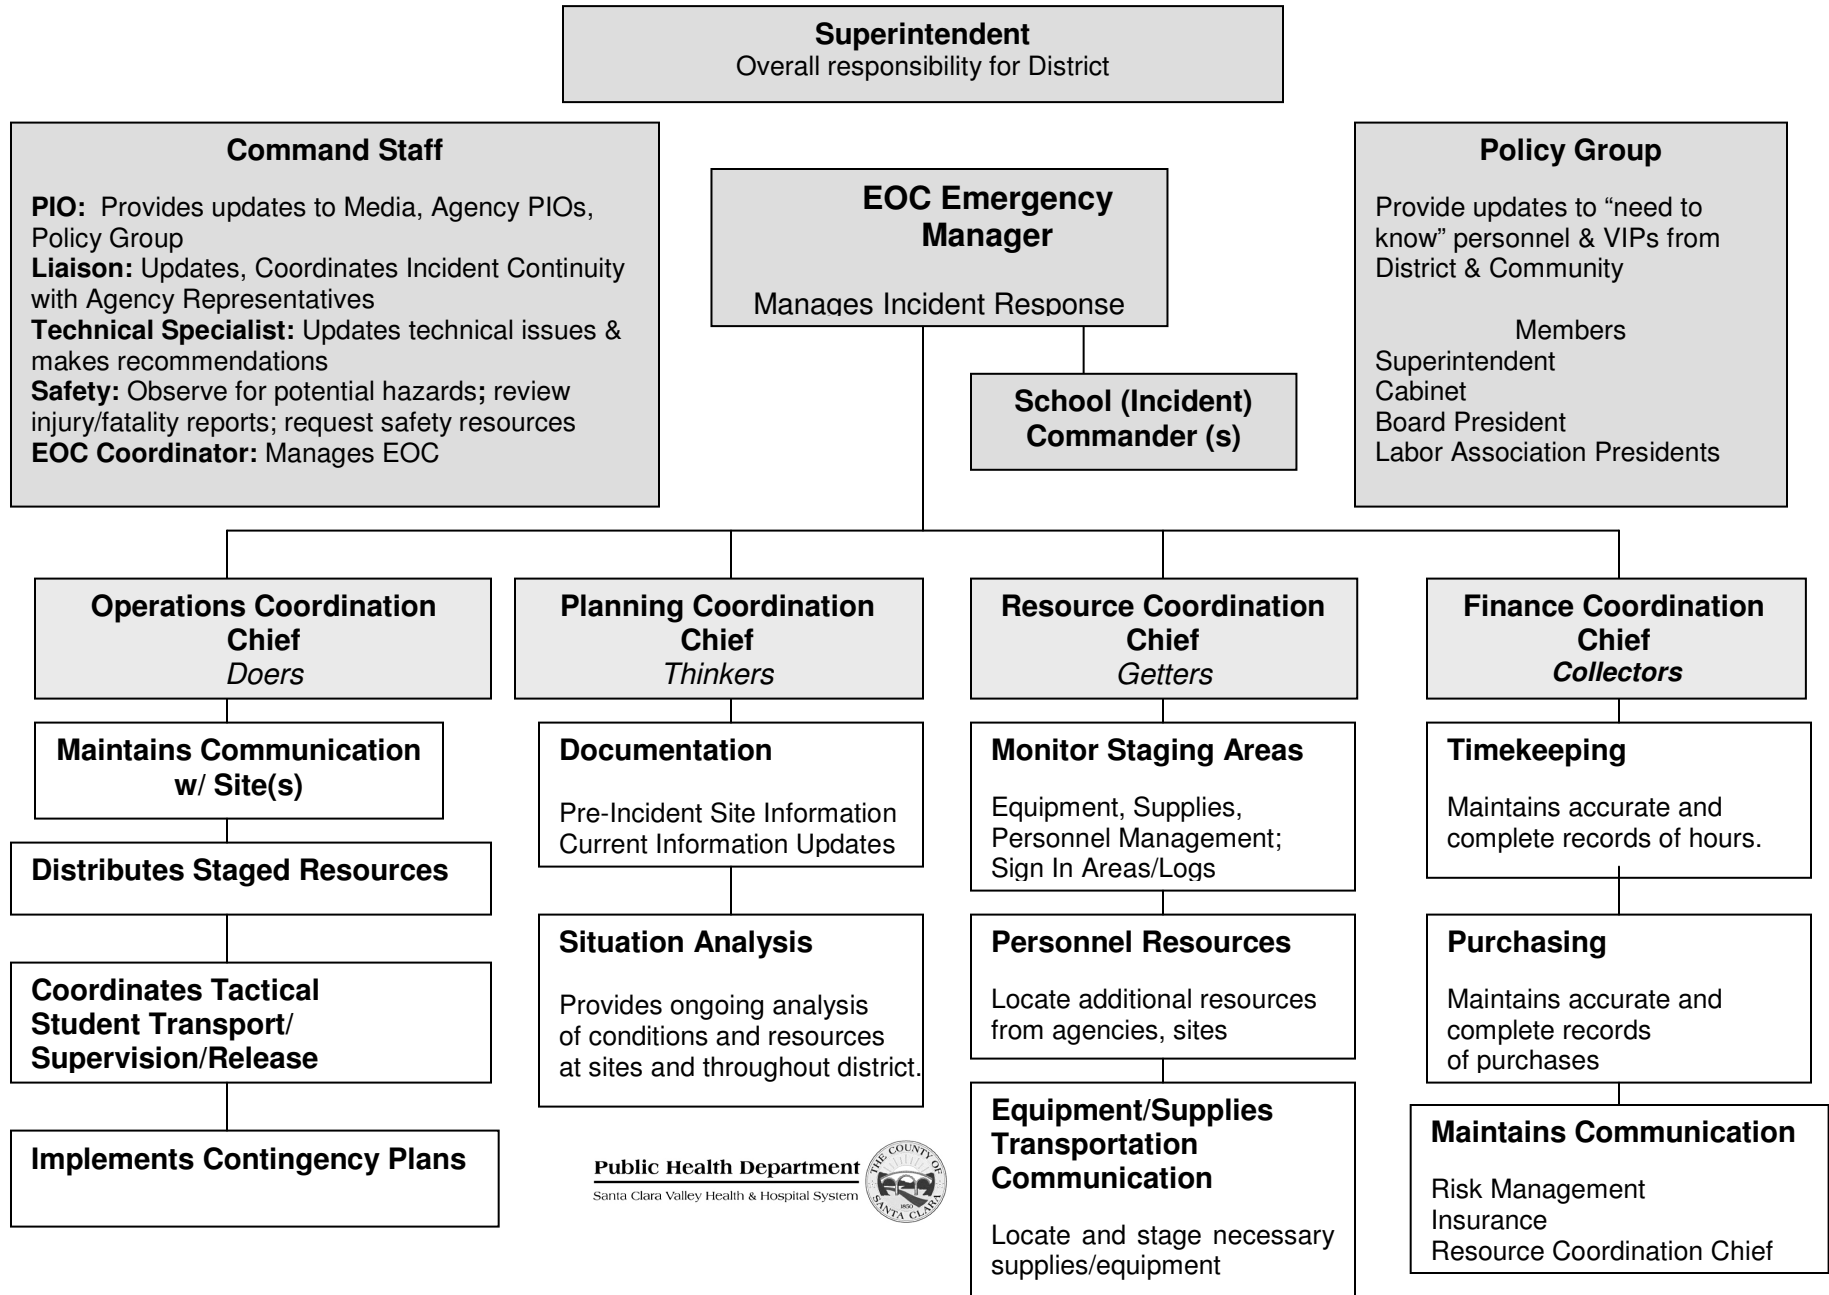 Superintendent
Overall responsibility for District
Command Staff
PIO: Provides updates to Media, Agency PIOs,
Policy Group
Liaison: Updates, Coordinates Incident Continuity
with Agency Representatives
Technical Specialist: Updates technical issues &
makes recommendations
Safety: Observe for potential hazards; review
injury/fatality reports; request safety resources
EOC Coordinator: Manages EOC
EOC Emergency
Manager
Manages Incident Response
School (Incident)
Commander (s)
Policy Group
Provide updates to “need to
know” personnel & VIPs from
District & Community
Members
Superintendent
Cabinet
Board President
Labor Association Presidents
Operations Coordination
Chief
Doers
Maintains Communication
w/ Site(s)
Distributes Staged Resources
Coordinates Tactical
Student Transport/
Supervision/Release
Implements Contingency Plans
Planning Coordination
Chief
Thinkers
Documentation
Pre-Incident Site Information
Current Information Updates
Situation Analysis
Provides ongoing analysis
of conditions and resources
at sites and throughout district.
Resource Coordination
Chief
Getters
Monitor Staging Areas
Equipment, Supplies,
Personnel Management;
Sign In Areas/Logs
Personnel Resources
Locate additional resources
from agencies, sites
Equipment/Supplies
Transportation
Communication
Locate and stage necessary
supplies/equipment
Finance Coordination
Chief
Collectors
Timekeeping
Maintains accurate and
complete records of hours.
Purchasing
Maintains accurate and
complete records
of purchases
Maintains Communication
Risk Management
Insurance
Resource Coordination Chief
Public Health Department
Santa Clara Valley Health & Hospital System
THE COUNTY OF
SANTA CLARA
1850